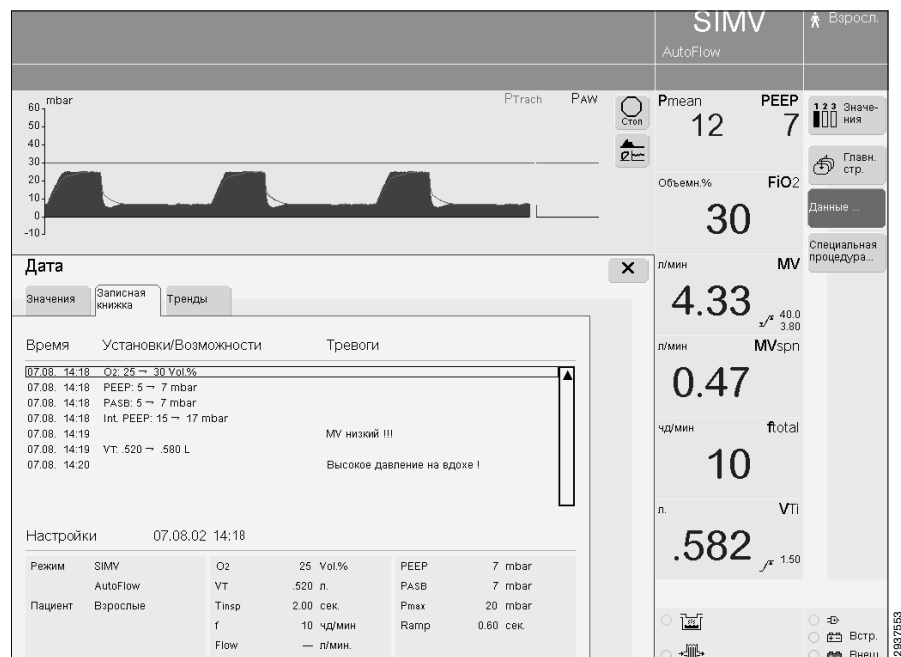 SIMV
AutoFlow
Взросл.
mbar
PTrach
PAW
60
50
40
30
20
10
0
-10
Стоп
Pmean
PEEP
12
7
1 2 3 Значе-
ния
Главн.
стр.
Данные ...
Специальная
процедура...
Объемн.%
FiO2
30
л/мин
MV
4.33
40.0
3.80
л/мин
MVspn
0.47
чд/мин
ftotal
10
л.
VTi
.582
1.50
Встр.
Внеш
Дата
Значения
Записная
книжка
Тренды
Время Установки/Возможности Тревоги
07.08. 14:18 O2: 25 → 30 Vol.%
07.08. 14:18 PEEP: 5 → 7 mbar
07.08. 14:18 PASB: 5 → 7 mbar
07.08. 14:18 Int. PEEP: 15 → 17 mbar
07.08. 14:19 MV низкий !!!
07.08. 14:19 VT: .520 → .580 L
07.08. 14:20 Высокое давление на вдохе !
Настройки 07.08.02 14:18
Режим SIMV O2 25 Vol.% PEEP 7 mbar
AutoFlow VT .520 л. PASB 7 mbar
Пациент Взрослые Tinsp 2.00 сек. Pmax 20 mbar
f 10 чд/мин Ramp 0.60 сек.
Flow — л/мин.
2937553